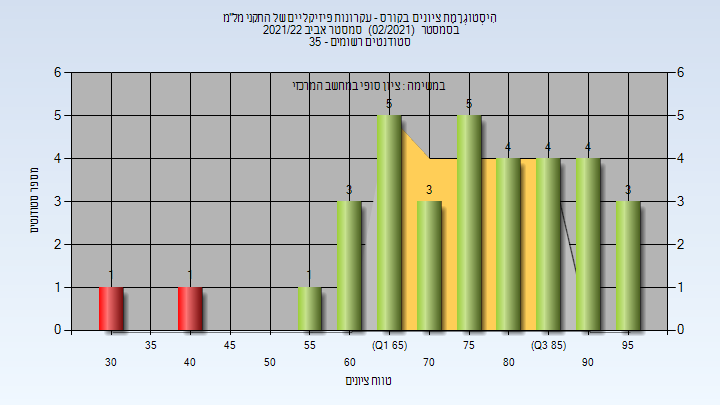 הִיסְטוֹגְרָמַת ציונים בקורס - עקרונות פיזיקליים של התקני מל"מ
בסמסטר (02/2021) סמסטר אביב 2021/22
סטודנטים רשומים - 35
במשימה : ציון סופי במחשב המרכזי
מספר סטודנטים
6 6
5 5
4 4
3 3
2 2
1 1
0 0
1 1 1 3 5 3 5 4 4 4 3
35 45 55 (Q1 65) 75 (Q3 85) 95
30 40 50 60 70 80 90
טווח ציונים